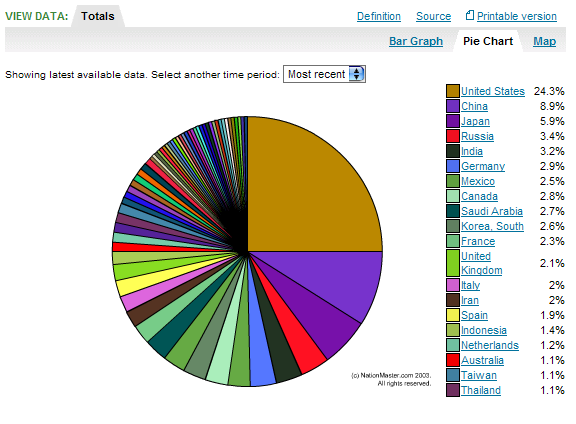 VIEW DATA: Totals Definition Source Printable version
Bar Graph Pie Chart Map
Showing latest available data. Select another time period: Most recent
United States 24.3%
China 8.9%
Japan 5.9%
Russia 3.4%
India 3.2%
Germany 2.9%
Mexico 2.5%
Canada 2.8%
Saudi Arabia 2.7%
Korea, South 2.6%
France 2.3%
United
Kingdom 2.1%
Italy 2%
Iran 2%
Spain 1.9%
Indonesia 1.4%
Netherlands 1.2%
Australia 1.1%
Taiwan 1.1%
Thailand 1.1%
(c) NationMaster.com 2003.
All rights reserved.